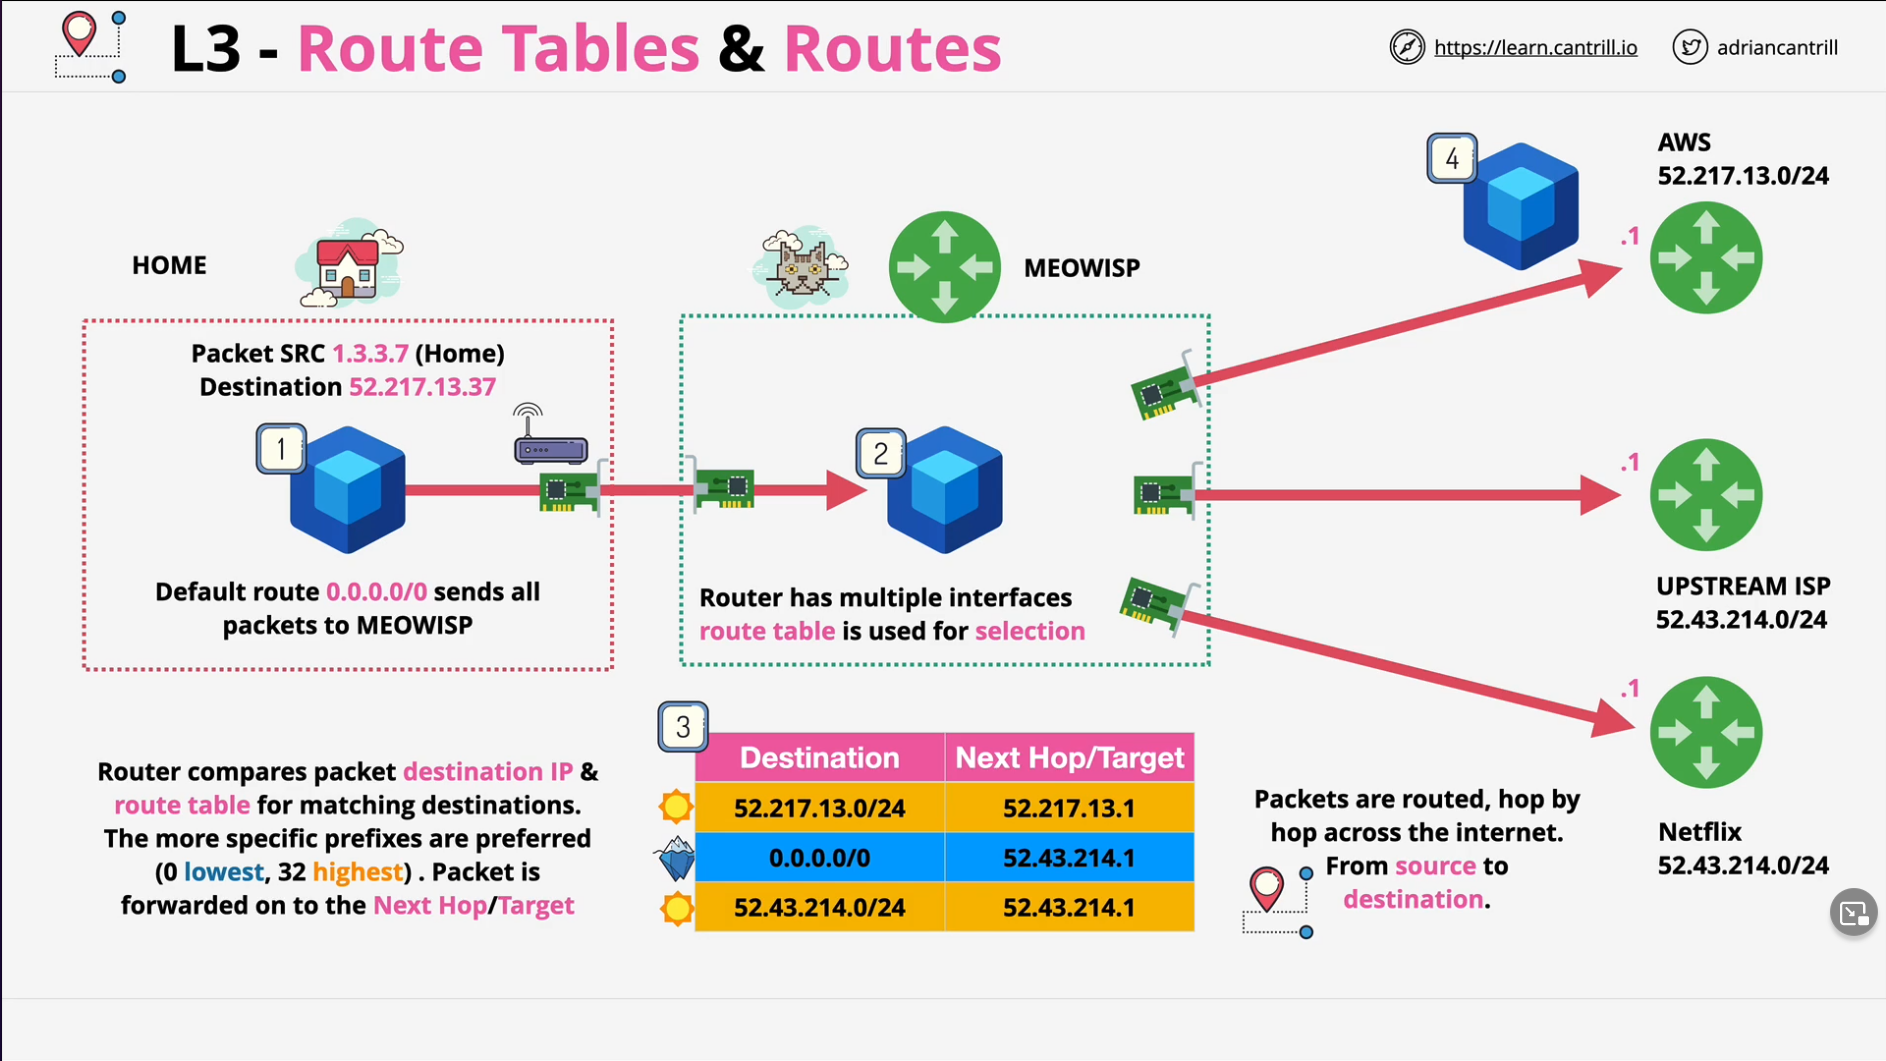 L3 - Route Tables & Routes
https://learn.cantrill.io
adriancantrill
HOME
Packet SRC 1.3.3.7 (Home)
Destination 52.217.13.37
1
Default route 0.0.0.0/0 sends all
packets to MEOWISP
MEOWISP
2
Router has multiple interfaces
route table is used for selection
4
AWS
52.217.13.0/24
.1
.1
UPSTREAM ISP
52.43.214.0/24
.1
Netflix
52.43.214.0/24
Router compares packet destination IP &
route table for matching destinations.
The more specific prefixes are preferred
(0 lowest, 32 highest) . Packet is
forwarded on to the Next Hop/Target
3
Destination Next Hop/Target
52.217.13.0/24 52.217.13.1
0.0.0.0/0 52.43.214.1
52.43.214.0/24 52.43.214.1
Packets are routed, hop by
hop across the internet.
From source to
destination.